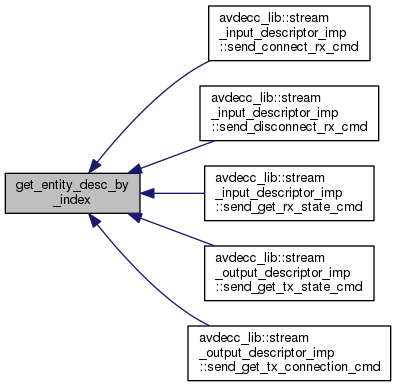 avdecc_lib::stream
_input_descriptor_imp
::send_connect_rx_cmd
avdecc_lib::stream
_input_descriptor_imp
::send_disconnect_rx_cmd
get_entity_desc_by
_index
avdecc_lib::stream
_input_descriptor_imp
::send_get_rx_state_cmd
avdecc_lib::stream
_output_descriptor_imp
::send_get_tx_state_cmd
avdecc_lib::stream
_output_descriptor_imp
::send_get_tx_connection_cmd